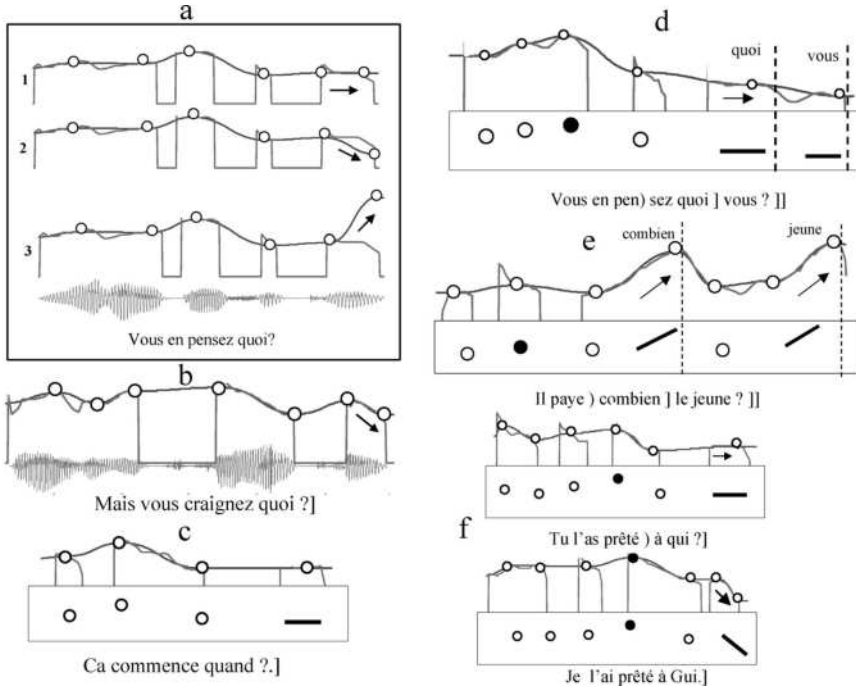 a
1
2
3
Vous en pensez quoi?
b
Mais vous craignez quoi ?]
c
Ca commence quand ?.]
d
quoi
vous
Vous en pen) sez quoi ] vous ? ]]
e
combien
jeune
Il paye ) combien ] le jeune ? ]]
f
Tu l'as prêté ) à qui ?]
Je l'ai prêté à Gui.]